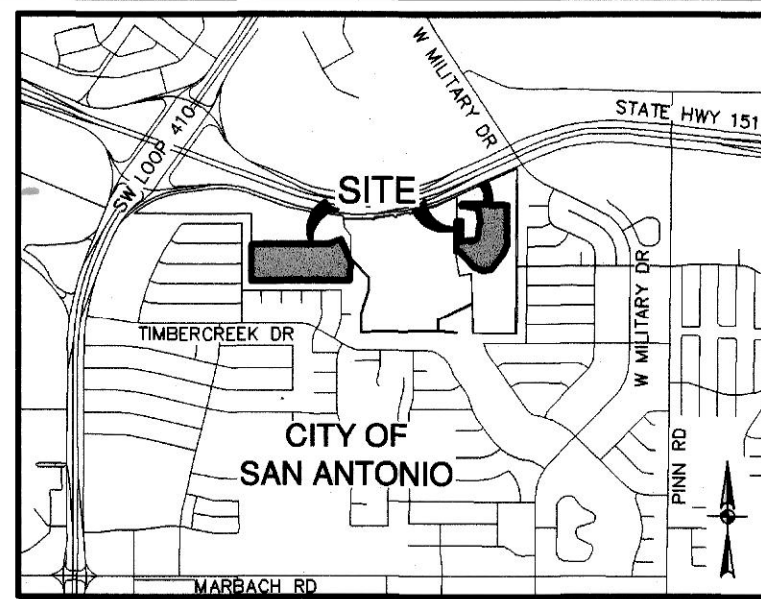 W MILITARY DR
STATE HWY 151
SW LOOP 410
SITE
TIMBERCREEK DR
W MILITARY DR
CITY OF
SAN ANTONIO
PINN RD
MARBACH RD